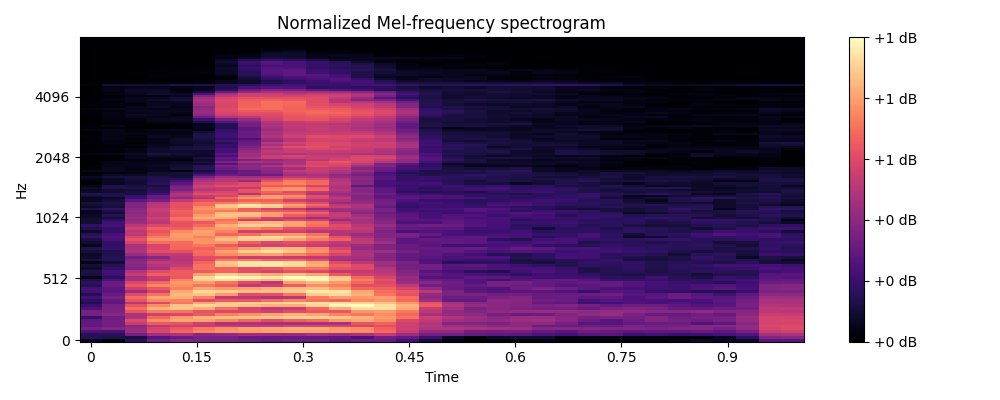 Normalized Mel-frequency spectrogram
+1 dB
4096
+1 dB
2048
+1 dB
Hz
1024
+0 dB
512
+0 dB
0
+0 dB
0 0.15 0.3 0.45 0.6 0.75 0.9
Time